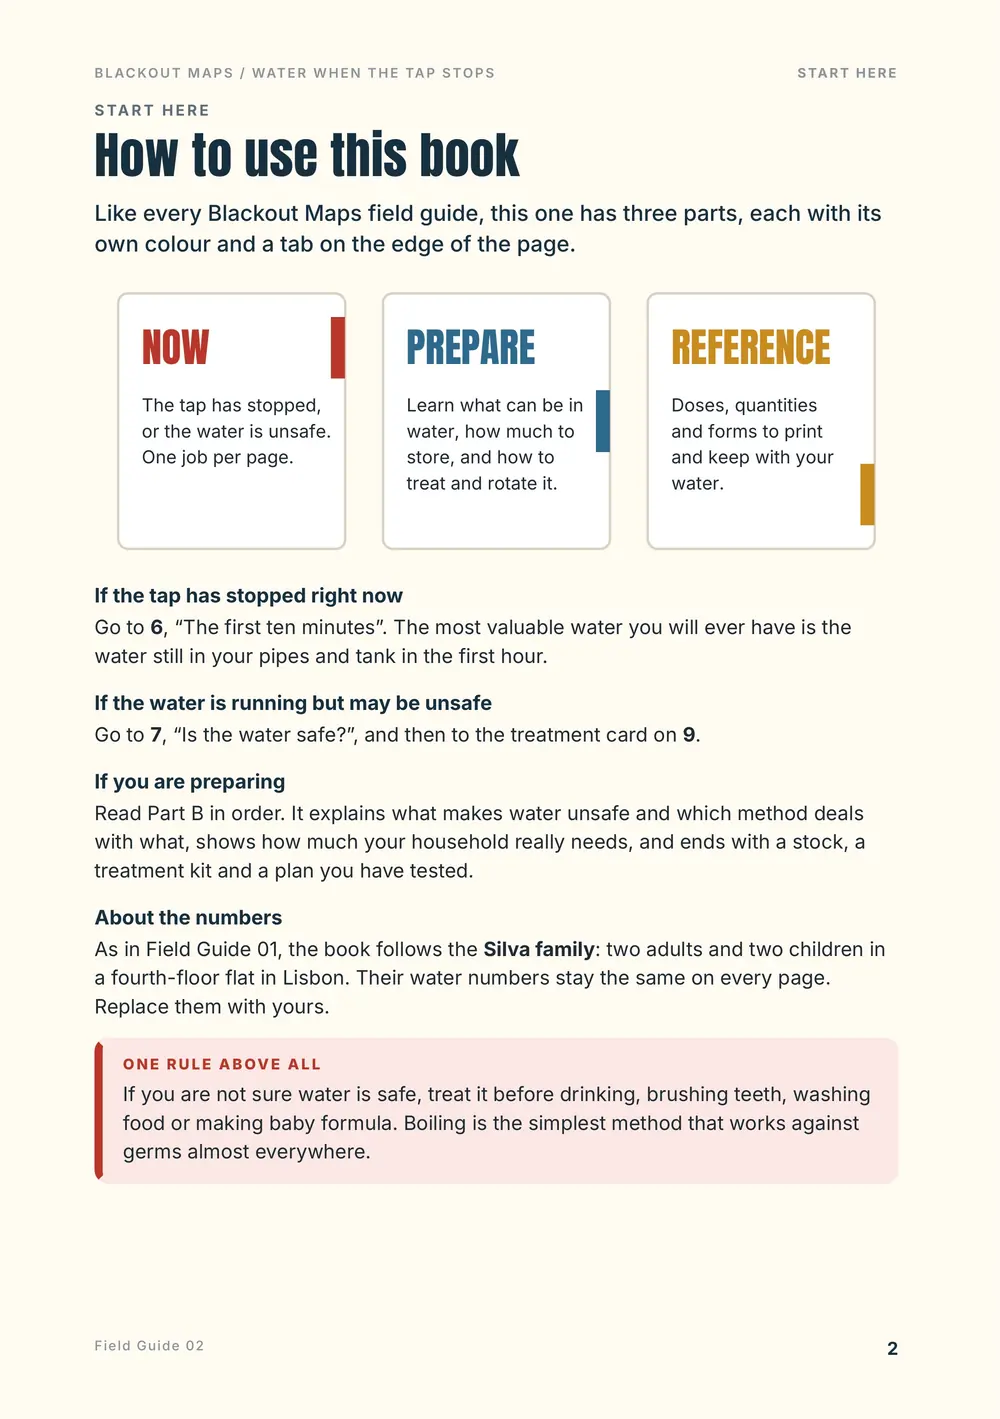 BLACKOUT MAPS / WATER WHEN THE TAP STOPS
START HERE
START HERE
How to use this book
Like every Blackout Maps field guide, this one has three parts, each with its
own colour and a tab on the edge of the page.
NOW
The tap has stopped,
or the water is unsafe.
One job per page.
PREPARE
Learn what can be in
water, how much to
store, and how to
treat and rotate it.
REFERENCE
Doses, quantities
and forms to print
and keep with your
water.
If the tap has stopped right now
Go to 6, “The first ten minutes”. The most valuable water you will ever have is the
water still in your pipes and tank in the first hour.
If the water is running but may be unsafe
Go to 7, “Is the water safe?”, and then to the treatment card on 9.
If you are preparing
Read Part B in order. It explains what makes water unsafe and which method deals
with what, shows how much your household really needs, and ends with a stock, a
treatment kit and a plan you have tested.
About the numbers
As in Field Guide 01, the book follows the Silva family: two adults and two children in
a fourth-floor flat in Lisbon. Their water numbers stay the same on every page.
Replace them with yours.
ONE RULE ABOVE ALL
If you are not sure water is safe, treat it before drinking, brushing teeth, washing
food or making baby formula. Boiling is the simplest method that works against
germs almost everywhere.
Field Guide 02
2